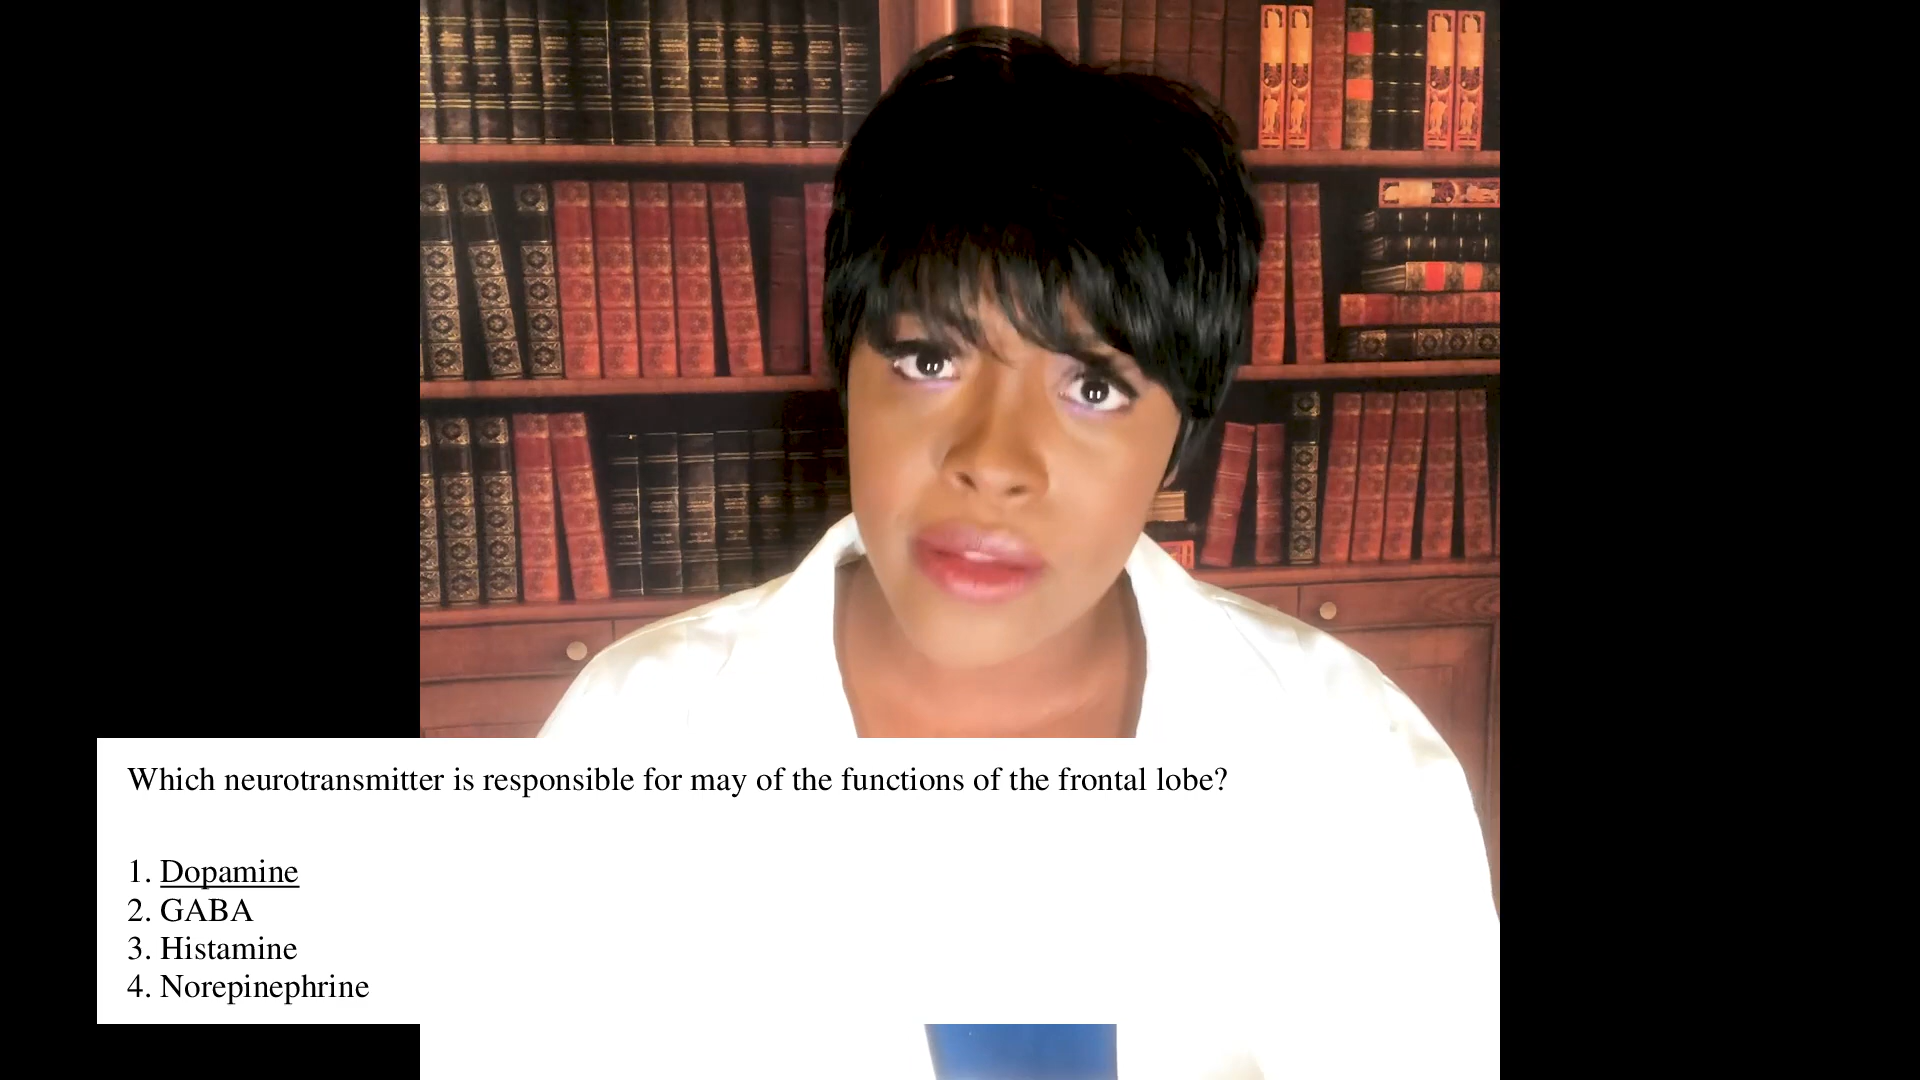 Which neurotransmitter is responsible for may of the functions of the frontal lobe?
1. Dopamine
2. GABA
3. Histamine
4. Norepinephrine